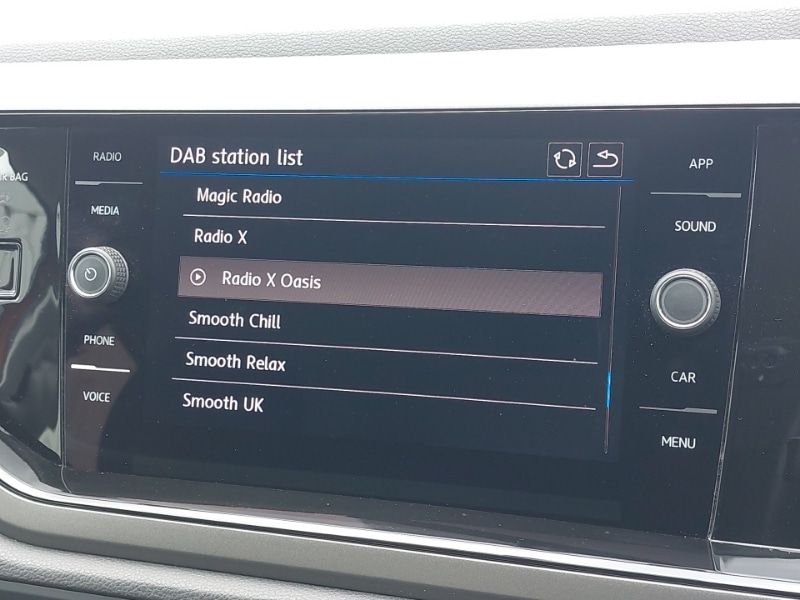 RADIO
MEDIA
PHONE
VOICE
DAB station list
Magic Radio
Radio X
Radio X Oasis
Smooth Chill
Smooth Relax
Smooth UK
APP
SOUND
CAR
MENU
BAG